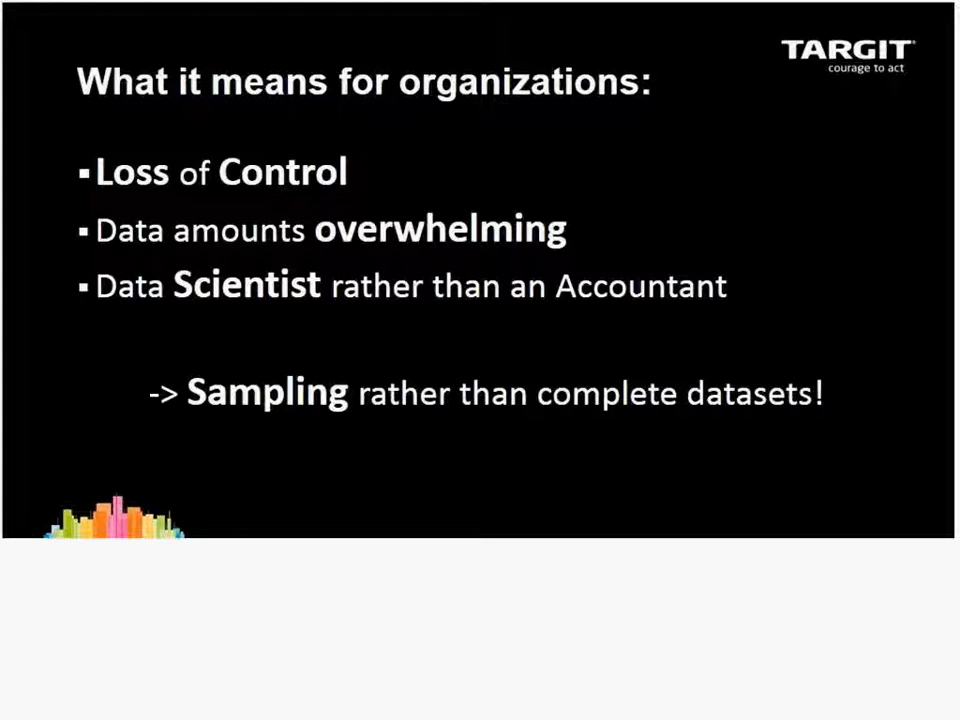 TARGIT
courage to act
What it means for organizations:
▪Loss of Control
▪Data amounts overwhelming
▪Data Scientist rather than an Accountant
-> Sampling rather than complete datasets!